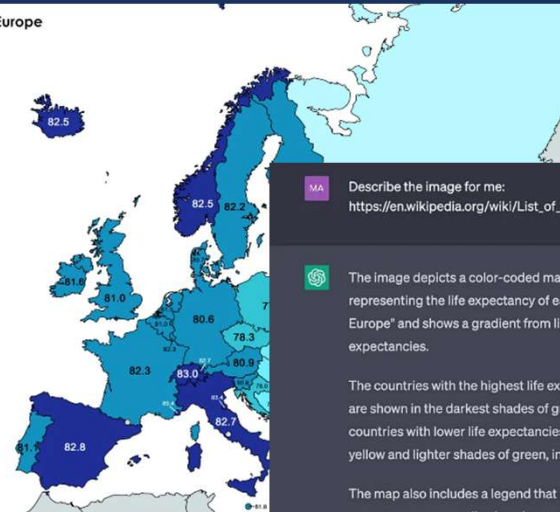 Europe
82.5
82.5
82.2
81.6
81.0
80.6
78.3
82.3
83.0
80.9
82.7
81.1
82.8
MA
Describe the image for me:
https://en.wikipedia.org/wiki/List_of_
The image depicts a color-coded ma
representing the life expectancy of e
Europe" and shows a gradient from li
expectancies.
The countries with the highest life ex
are shown in the darkest shades of g
countries with lower life expectancies
yellow and lighter shades of green, in
The map also includes a legend that